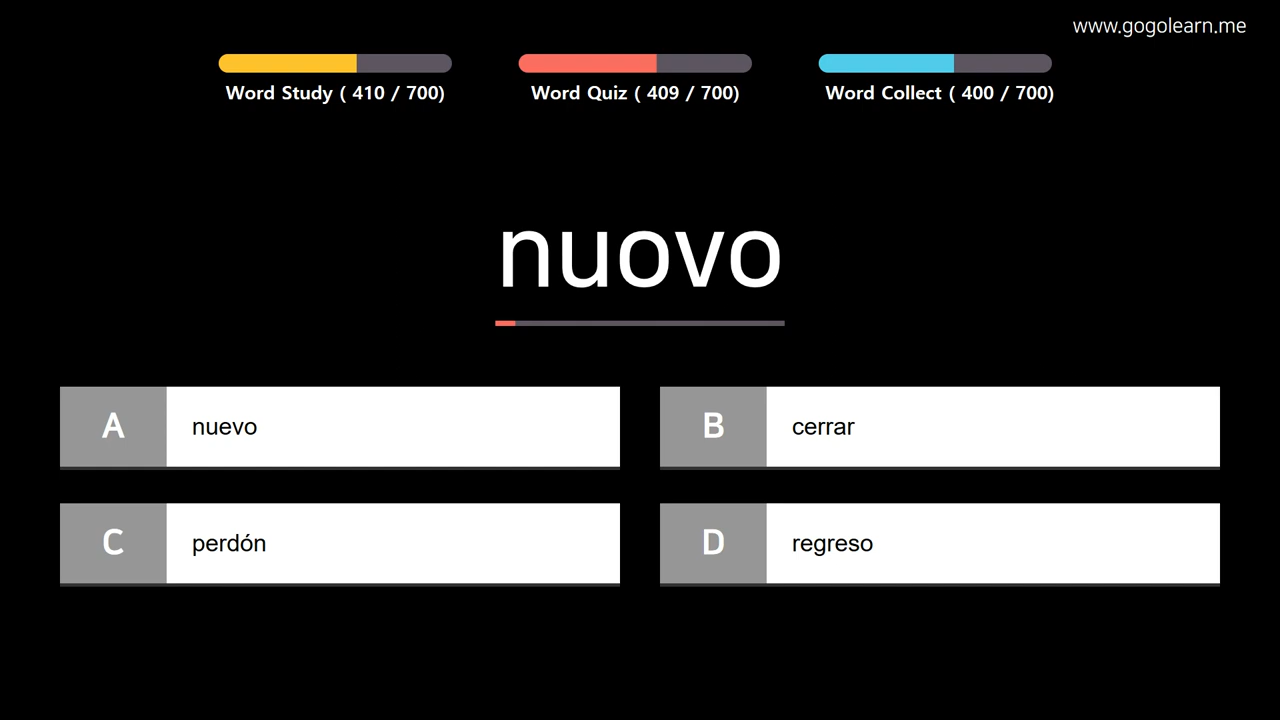 www.gogolearn.me
Word Study ( 410 / 700)
Word Quiz ( 409 / 700)
Word Collect ( 400 / 700)
nuovo
A nuevo
B cerrar
C perdón
D regreso